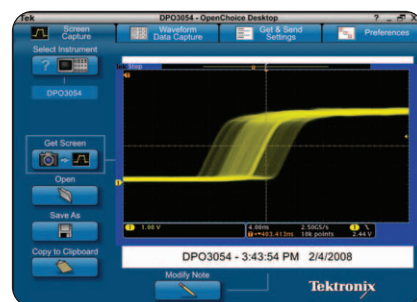 Tek
DPO3054 - OpenChoice Desktop
Screen Capture
Waveform Data Capture
Get & Send Settings
Preferences
Select Instrument
DPO3054
Get Screen
Open
Save As
Copy to Clipboard
Stop
1.00 V
4.00ns
2.50GS/s
10k points
2.44 V
DPO3054 - 3:43:54 PM 2/4/2008
Modify Note
Tektronix